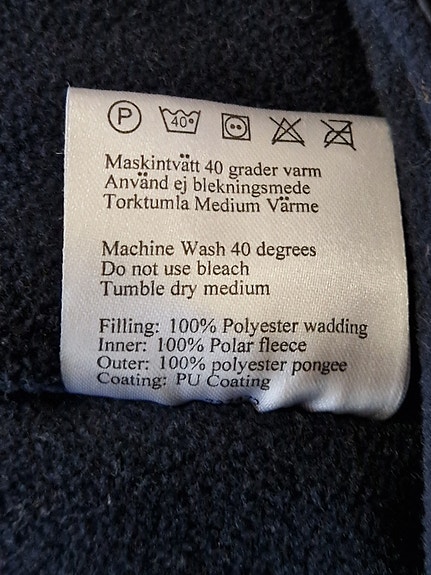 P 40°
Maskintvätt 40 grader varm
Använd ej blekningsmede
Torktumla Medium Värme
Machine Wash 40 degrees
Do not use bleach
Tumble dry medium
Filling: 100% Polyester wadding
Inner: 100% Polar fleece
Outer: 100% polyester pongee
Coating: PU Coating